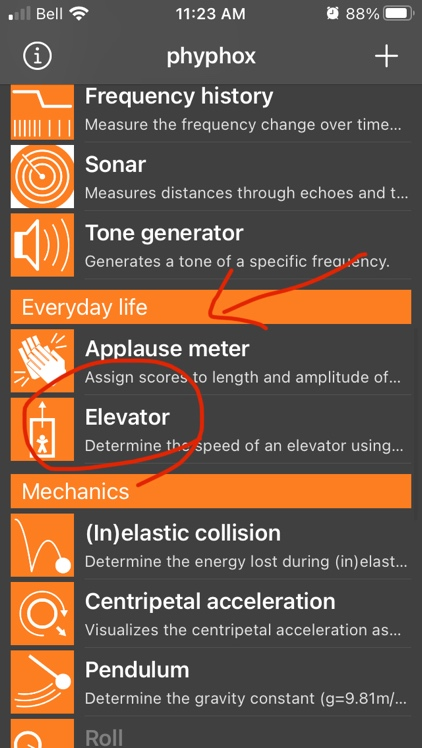 Bell 11:23 AM 88%
phyphox
Frequency history
Measure the frequency change over time...
Sonar
Measures distances through echoes and t...
Tone generator
Generates a tone of a specific frequency.
Everyday life
Applause meter
Assign scores to length and amplitude of...
Elevator
Determine the speed of an elevator using...
Mechanics
(In)elastic collision
Determine the energy lost during (in)elast...
Centripetal acceleration
Visualizes the centripetal acceleration as...
Pendulum
Determine the gravity constant (g=9.81m/...
Roll